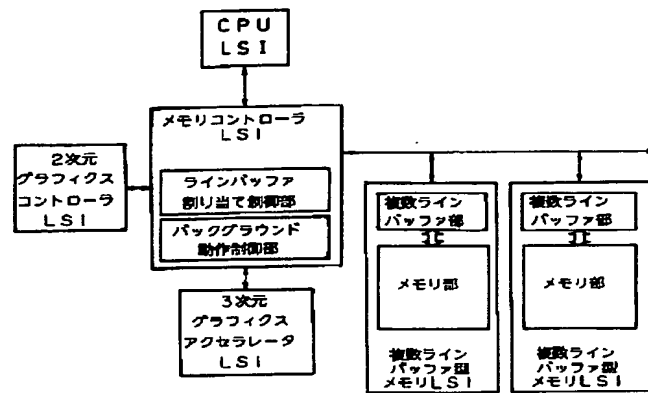 CPU
LSI
メモリコントローラ
LSI
ラインバッファ
割り当て制御部
バックグラウンド
動作制御部
2次元
グラフィクス
コントローラ
LSI
3次元
グラフィクス
アクセラレータ
LSI
複数ライン
バッファ部
メモリ部
複数ライン
バッファ型
メモリLSI
複数ライン
バッファ部
メモリ部
複数ライン
バッファ型
メモリLSI